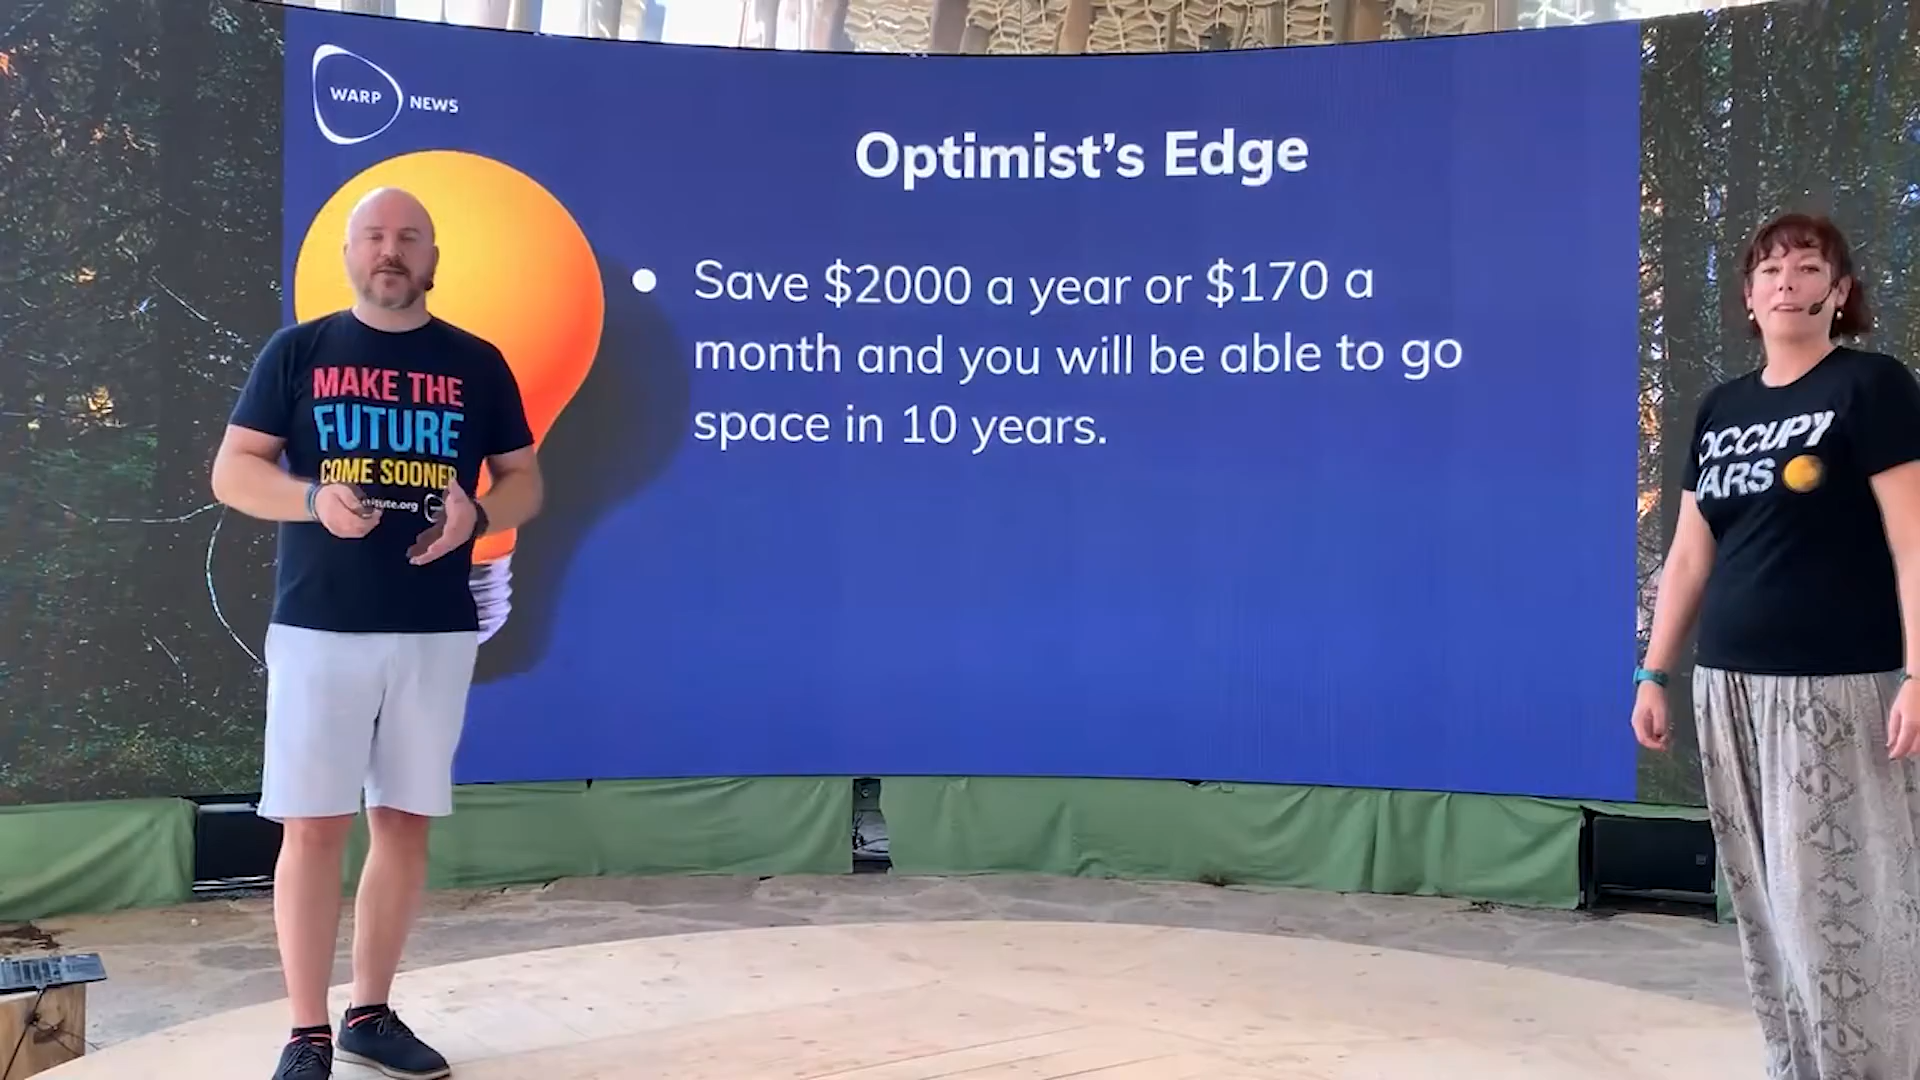 WARP NEWS
Optimist's Edge
• Save $2000 a year or $170 a
month and you will be able to go
space in 10 years.
MAKE THE
FUTURE
COME SOONER
OCCUPY